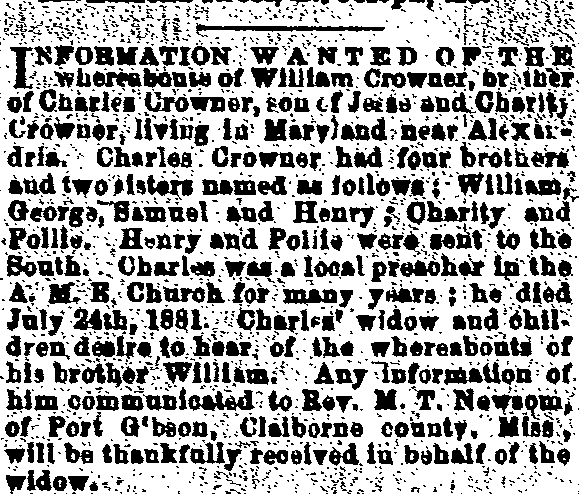 INFORMATION WANTED OF THE
whereabouts of William Crowner, br ther
of Charles Crowner, son of Jesse and Charity
Crowner, living in Maryland near Alexan-
dria. Charles Crowner had four brothers
and two sisters named as follows; William,
George, Samuel and Henry; Charity and
Pollie. Henry and Pollie were sent to the
South. Charles was a local preacher in the
A. M. E. Church for many years; he died
July 24th, 1881. Charles' widow and chil-
dren desire to hear of the whereabouts of
his brother William. Any information of
him communicated to Rev. M. T. Newsom,
of Port G'bson, Claiborne county, Miss,
will be thankfully received in behalf of the
widow.